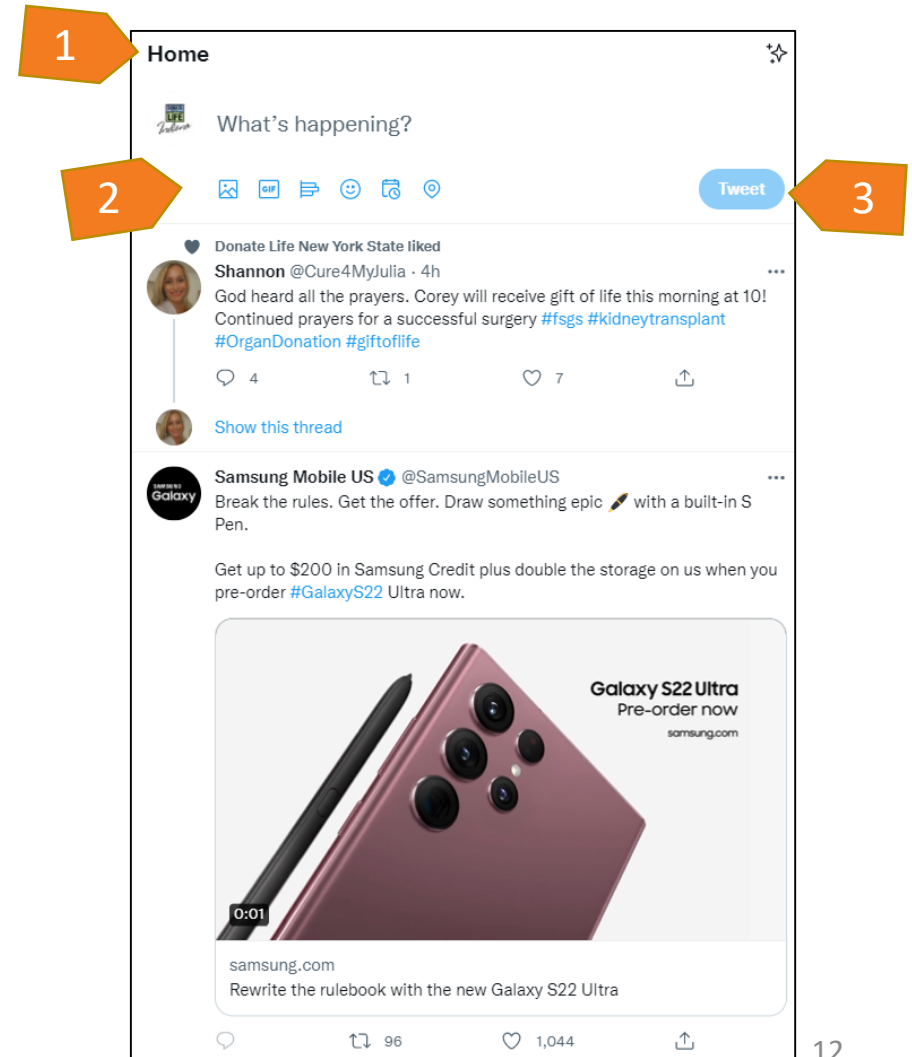 1
Home
DONATE
LIFE
Indiana
What's happening?
2
GIF
Tweet
3
Donate Life New York State liked
Shannon @Cure4MyJulia · 4h
God heard all the prayers. Corey will receive gift of life this morning at 10!
Continued prayers for a successful surgery #fsgs #kidneytransplant
#OrganDonation #giftoflife
4 1 7
Show this thread
SAMSUNG
Galaxy
Samsung Mobile US @SamsungMobileUS
Break the rules. Get the offer. Draw something epic 🖋️ with a built-in S
Pen.
Get up to $200 in Samsung Credit plus double the storage on us when you
pre-order #GalaxyS22 Ultra now.
Galaxy S22 Ultra
Pre-order now
samsung.com
0:01
samsung.com
Rewrite the rulebook with the new Galaxy S22 Ultra
96 1,044
12